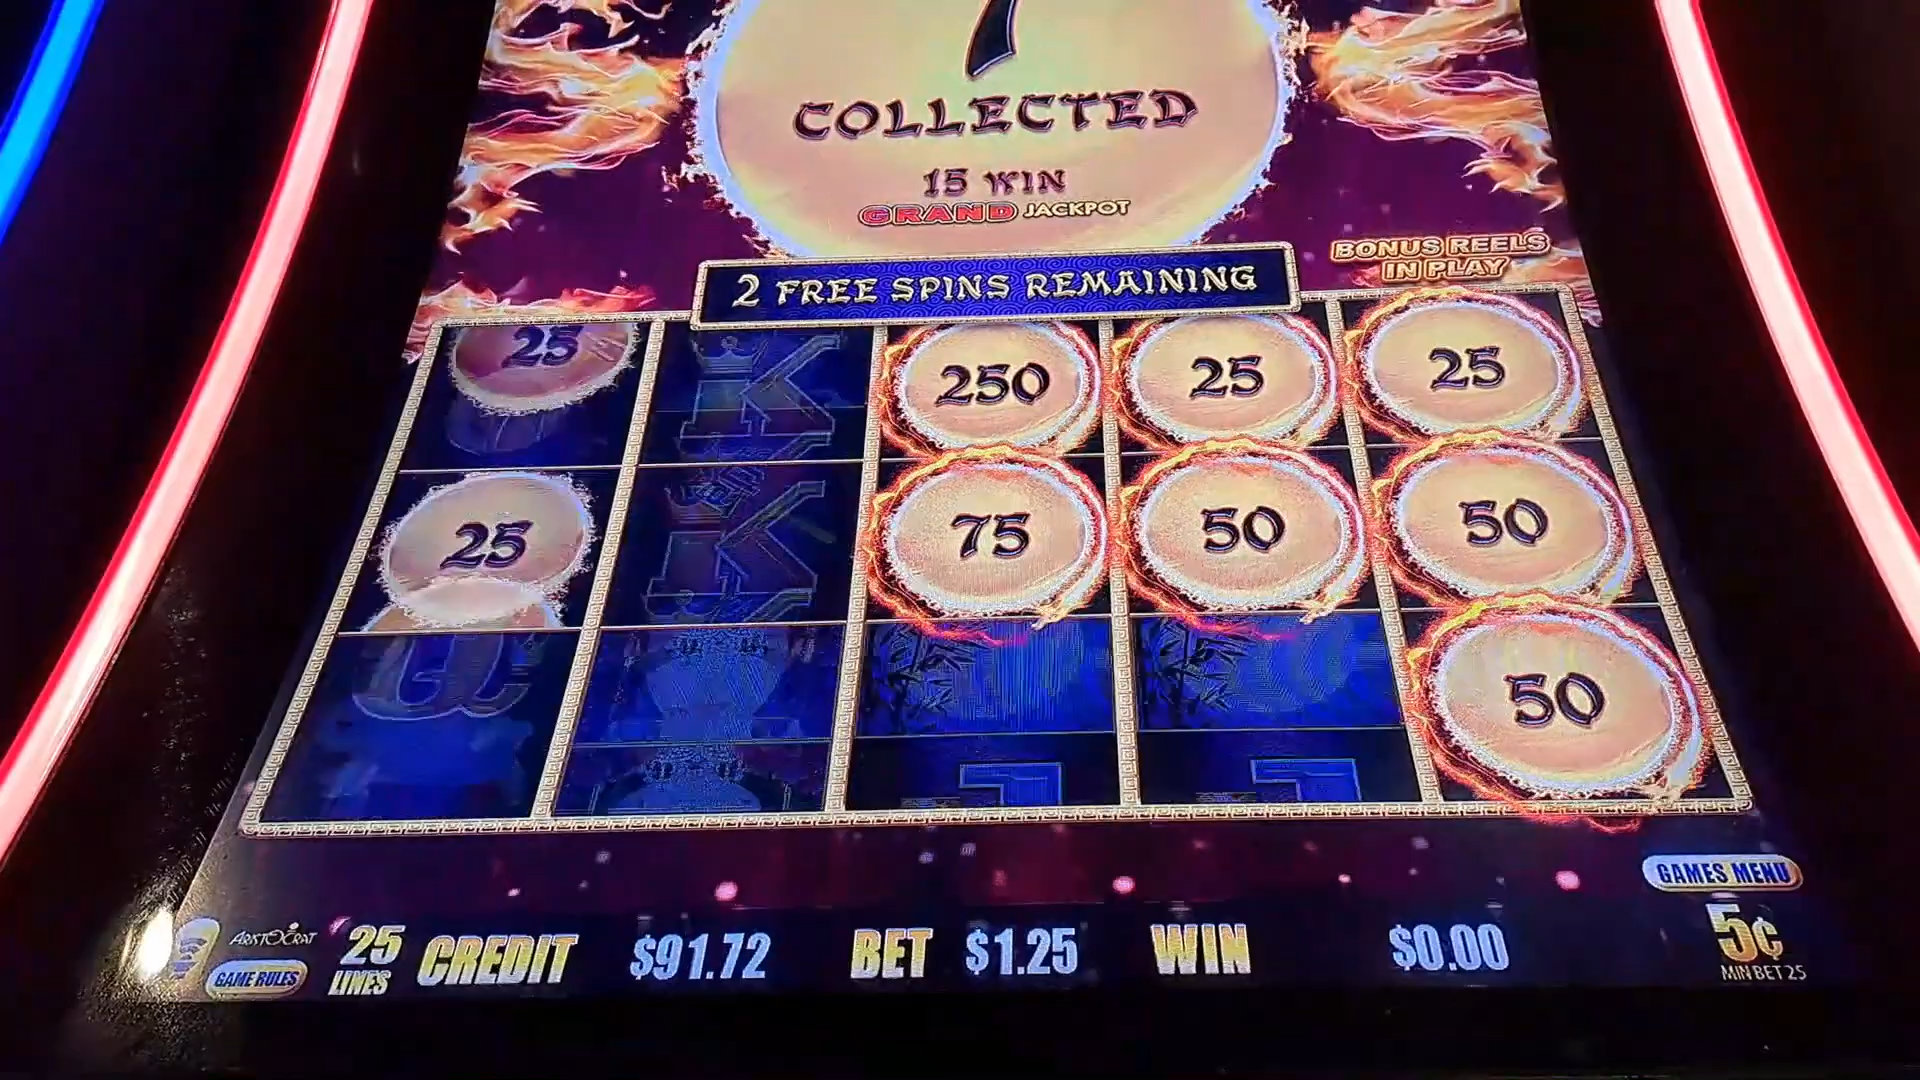 7
COLLECTED
15 WIN
GRAND JACKPOT
BONUS REELS
IN PLAY
2 FREE SPINS REMAINING
25
250
25
25
25
75
50
50
50
GAMES MENU
ARISTOCRAT
GAME RULES
25
LINES
CREDIT $91.72
BET $1.25
WIN $0.00
5¢
MIN BET 25